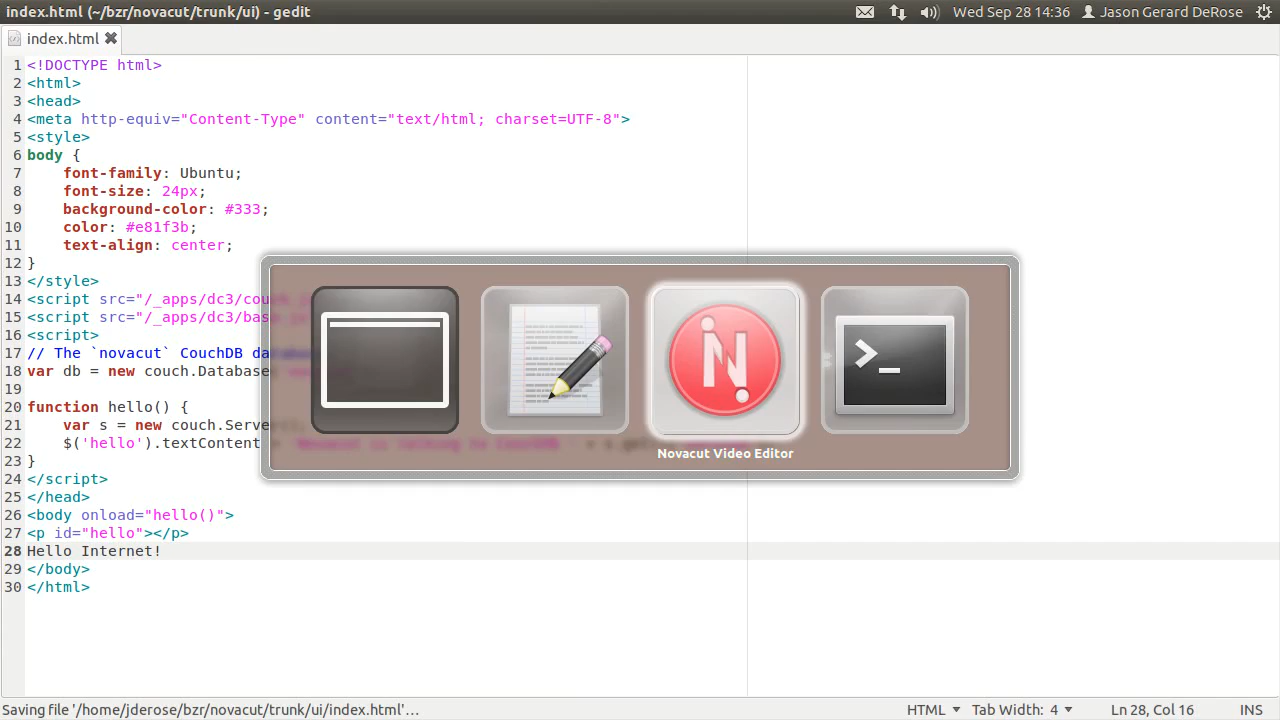 index.html (~/bzr/novacut/trunk/ui) - gedit
Wed Sep 28 14:36 Jason Gerard DeRose
index.html
1 <!DOCTYPE html>
2 <html>
3 <head>
4 <meta http-equiv="Content-Type" content="text/html; charset=UTF-8">
5 <style>
6 body {
7 font-family: Ubuntu;
8 font-size: 24px;
9 background-color: #333;
10 color: #e81f3b;
11 text-align: center;
12 }
13 </style>
14 <script src="/_apps/dc3/couch.js
15 <script src="/_apps/dc3/base.js
16 <script>
17 // The `novacut` CouchDB database
18 var db = new couch.Database(
19
20 function hello() {
21 var s = new couch.Server();
22 $('hello').textContent = 'Novacut is talking to CouchDB ' + s.get(
23 }
24 </script>
25 </head>
26 <body onload="hello()">
27 <p id="hello"></p>
28 Hello Internet!
29 </body>
30 </html>
>_
N
Novacut Video Editor
Saving file '/home/jderose/bzr/novacut/trunk/ui/index.html'…
HTML Tab Width: 4 Ln 28, Col 16 INS